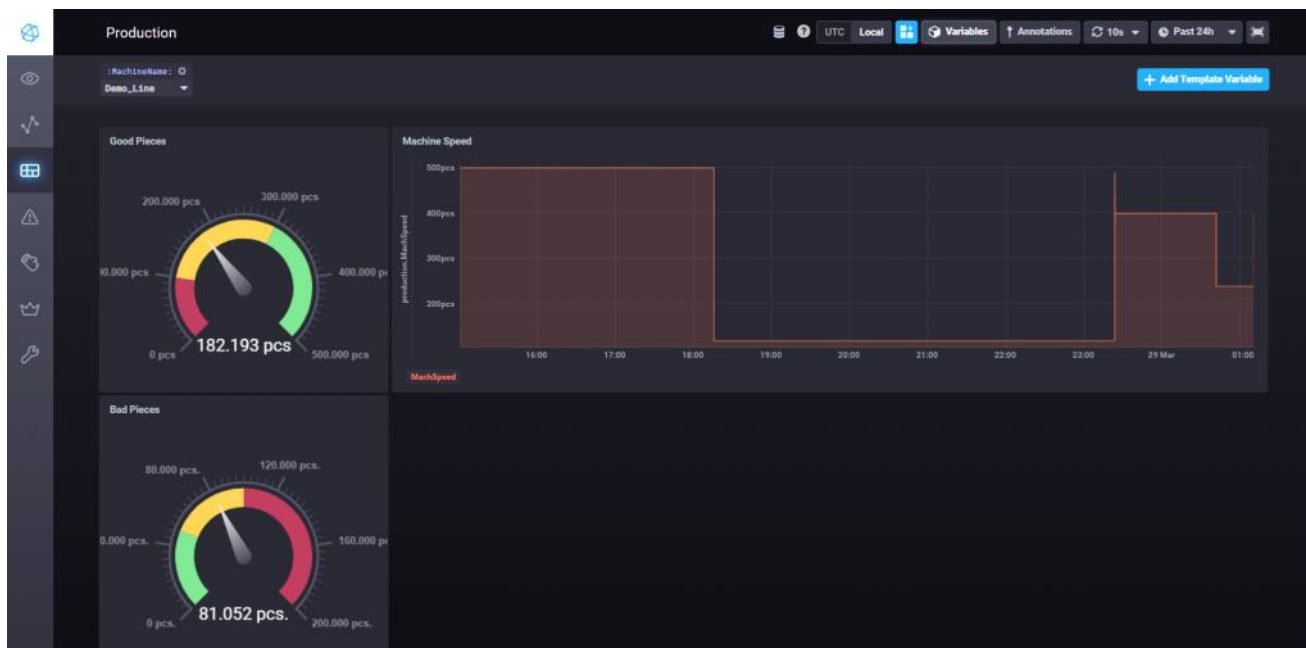 Production
UTC Local Variables Annotations 10s Past 24h
:MachineName:
Demo_Line
Add Template Variable
Good Pieces
200.000 pcs
300.000 pcs
400.000
0 pcs
182.193 pcs
500.000 pcs
Machine Speed
500pcs
400pcs
300pcs
200pcs
production.MachSpeed
16:00 17:00 18:00 19:00 20:00 21:00 22:00 23:00 29 Mar 01:00
MachSpeed
Bad Pieces
80.000 pcs.
120.000 pcs.
160.000
0 pcs.
81.052 pcs.
200.000 pcs.